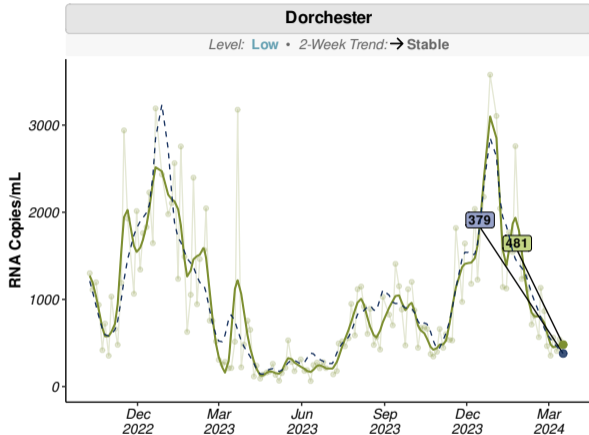 Dorchester
Level: Low • 2-Week Trend: → Stable
RNA Copies/mL
3000
2000
1000
0
379
481
Dec 2022
Mar 2023
Jun 2023
Sep 2023
Dec 2023
Mar 2024